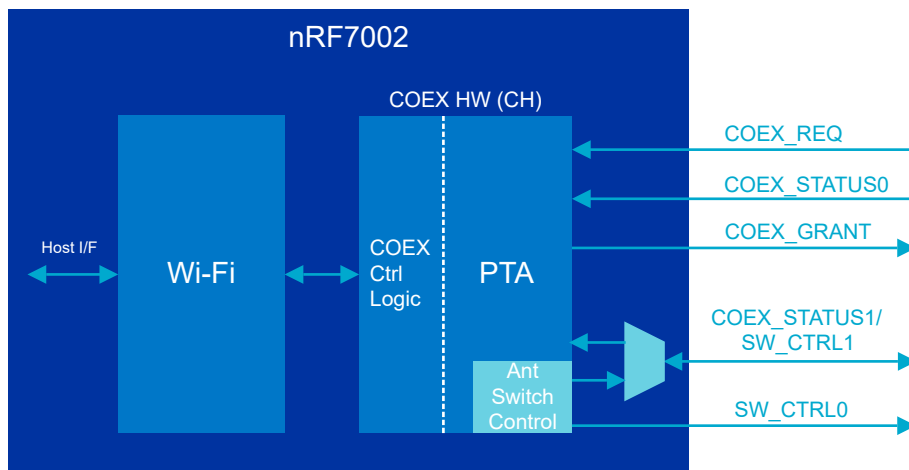 nRF7002
COEX HW (CH)
COEX_REQ
COEX_STATUS0
COEX_GRANT
Host I/F
Wi-Fi
COEX
Ctrl
Logic
PTA
COEX_STATUS1/
SW_CTRL1
Ant
Switch
Control
SW_CTRL0